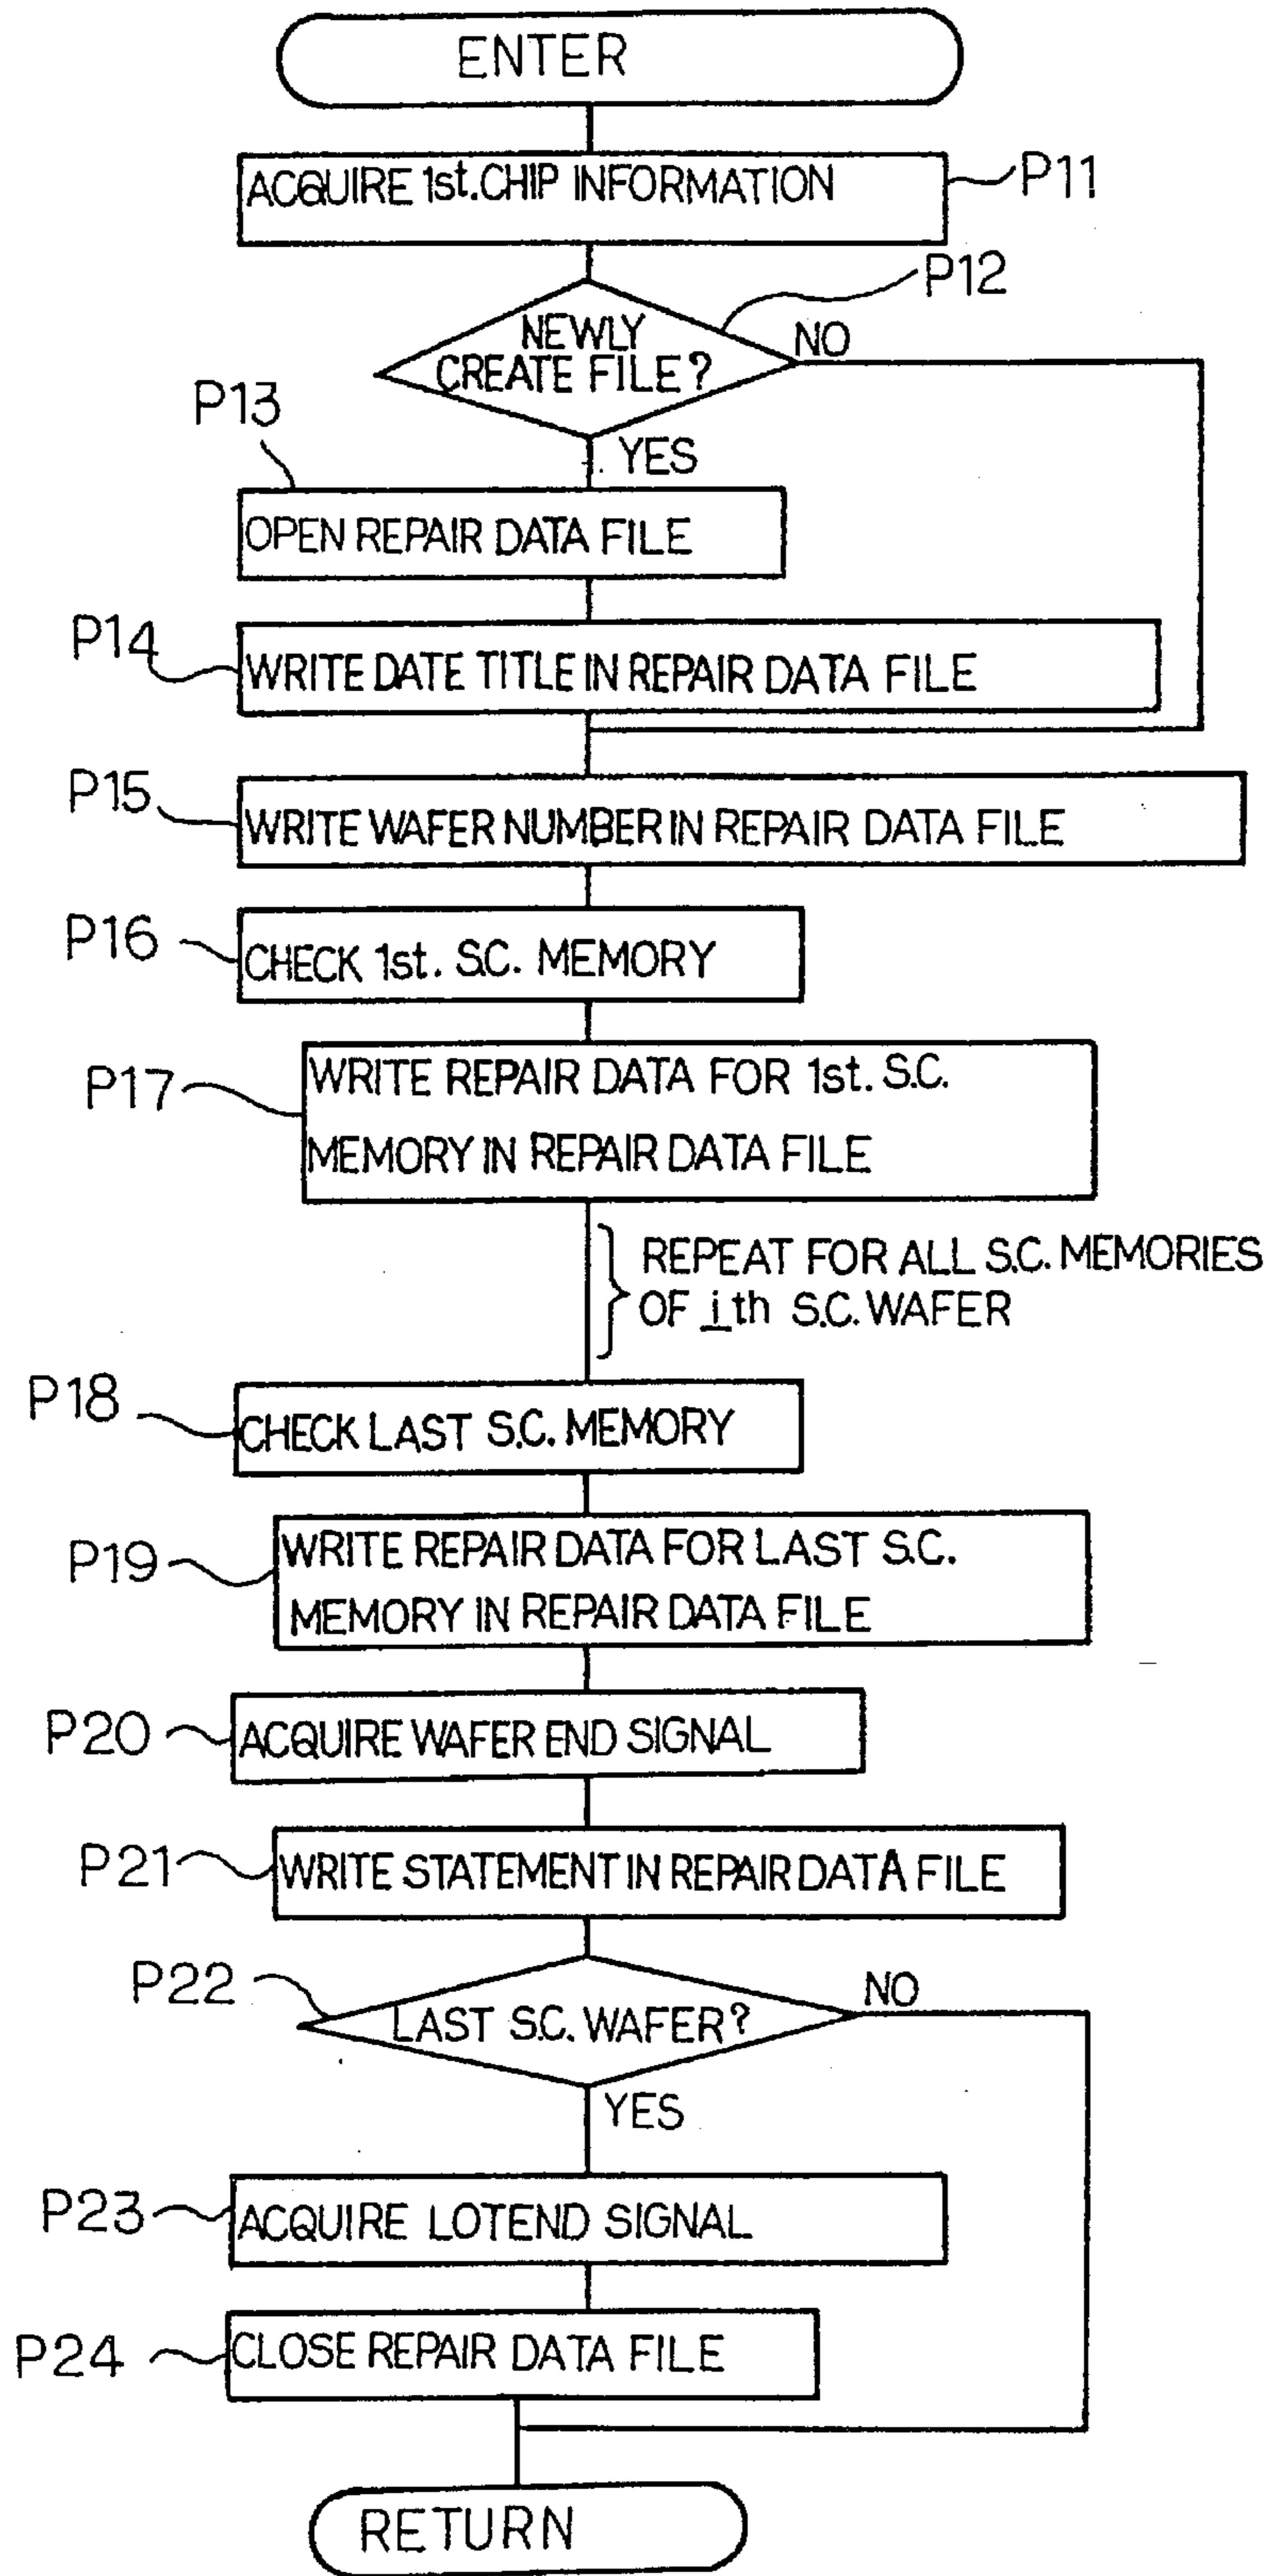 ENTER
ACQUIRE 1st. CHIP INFORMATION
P11
P12
NEWLY
CREATE FILE?
NO
P13
YES
OPEN REPAIR DATA FILE
P14
WRITE DATE TITLE IN REPAIR DATA FILE
P15
WRITE WAFER NUMBER IN REPAIR DATA FILE
P16
CHECK 1st. S.C. MEMORY
P17
WRITE REPAIR DATA FOR 1st. S.C.
MEMORY IN REPAIR DATA FILE
REPEAT FOR ALL S.C. MEMORIES
OF i th S.C. WAFER
P18
CHECK LAST S.C. MEMORY
P19
WRITE REPAIR DATA FOR LAST S.C.
MEMORY IN REPAIR DATA FILE
P20
ACQUIRE WAFER END SIGNAL
P21
WRITE STATEMENT IN REPAIR DATA FILE
P22
LAST S.C. WAFER?
NO
YES
P23
ACQUIRE LOTEND SIGNAL
P24
CLOSE REPAIR DATA FILE
RETURN